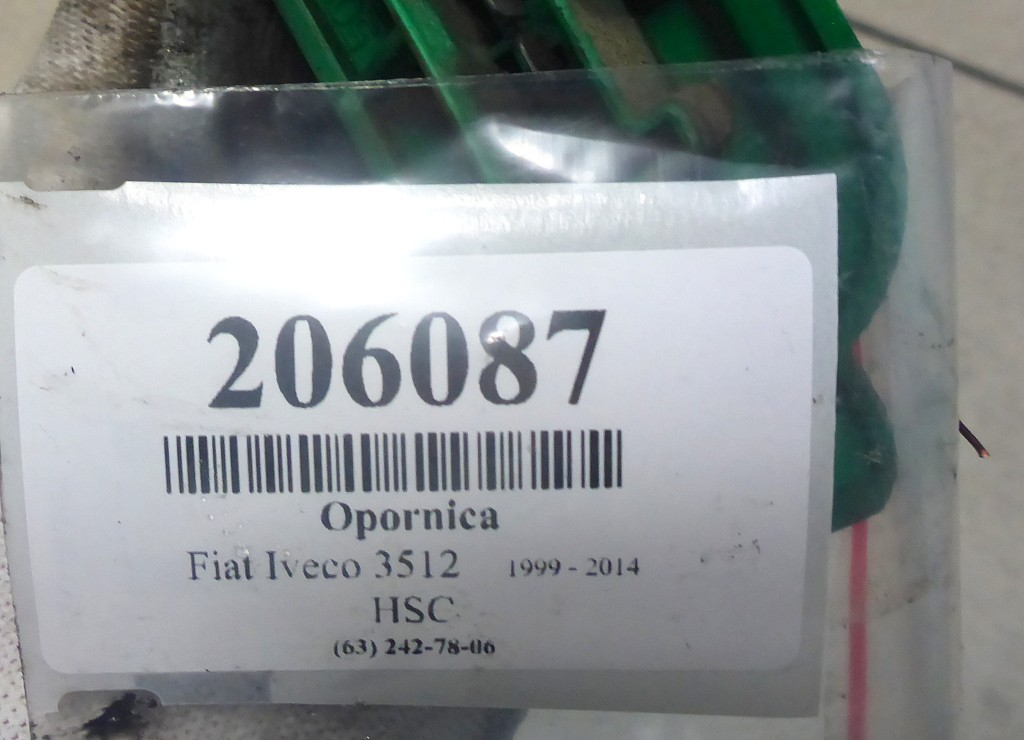 206087
Opornica
Fiat Iveco 3512 1999 - 2014
HSC
(63) 242-78-06